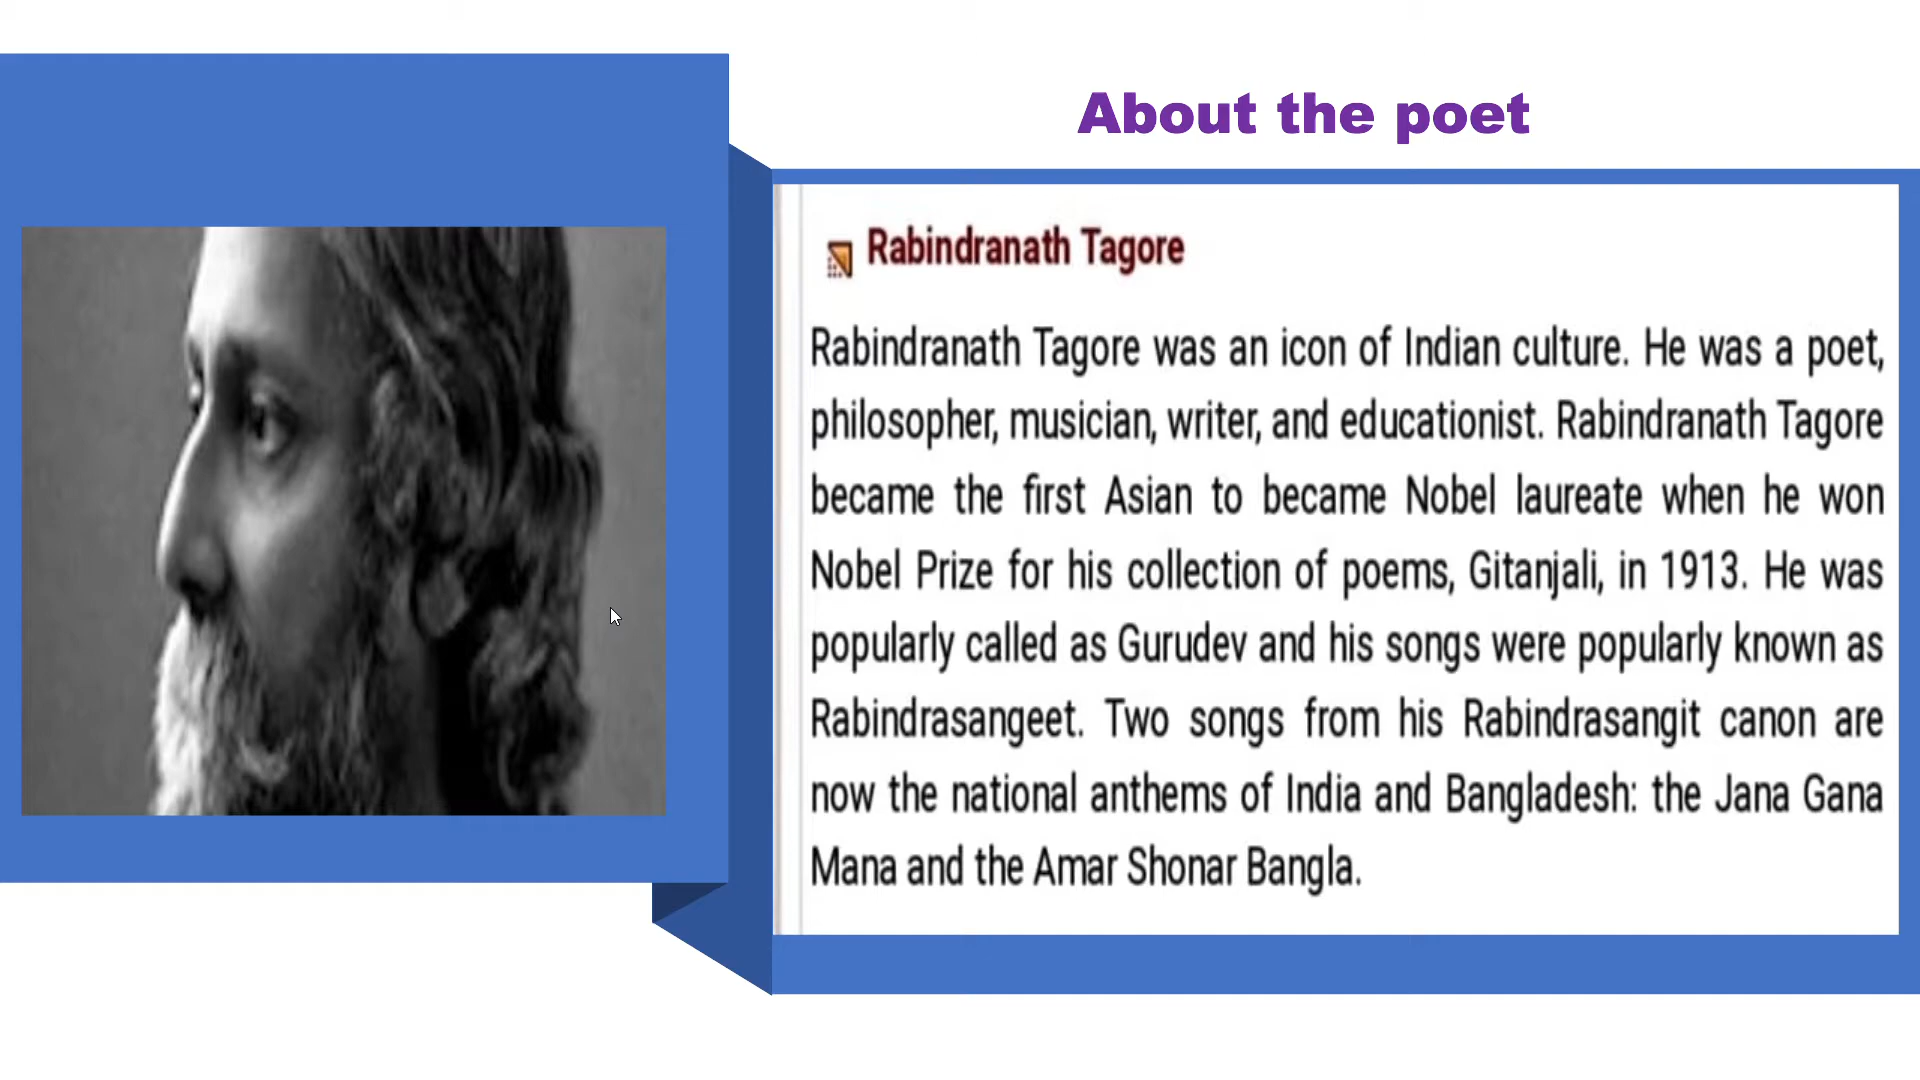 About the poet
Rabindranath Tagore
Rabindranath Tagore was an icon of Indian culture. He was a poet,
philosopher, musician, writer, and educationist. Rabindranath Tagore
became the first Asian to became Nobel laureate when he won
Nobel Prize for his collection of poems, Gitanjali, in 1913. He was
popularly called as Gurudev and his songs were popularly known as
Rabindrasangeet. Two songs from his Rabindrasangit canon are
now the national anthems of India and Bangladesh: the Jana Gana
Mana and the Amar Shonar Bangla.